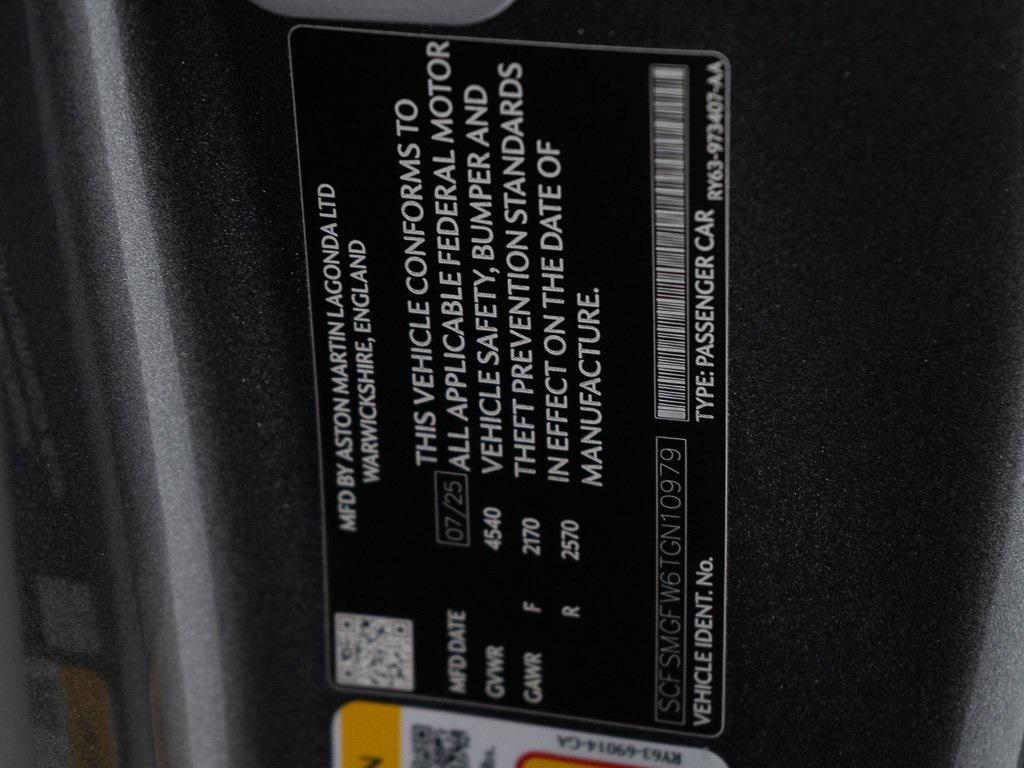 MFD BY ASTON MARTIN LAGONDA LTD
WARWICKSHIRE, ENGLAND
MFD DATE 07/25
GVWR 4540
GAWR F 2170
R 2570
THIS VEHICLE CONFORMS TO
ALL APPLICABLE FEDERAL MOTOR
VEHICLE SAFETY, BUMPER AND
THEFT PREVENTION STANDARDS
IN EFFECT ON THE DATE OF
MANUFACTURE.
SCFSMGFW6TGN10979
VEHICLE IDENT. No. TYPE: PASSENGER CAR RY63-973407-AA
RY63-69014-CA